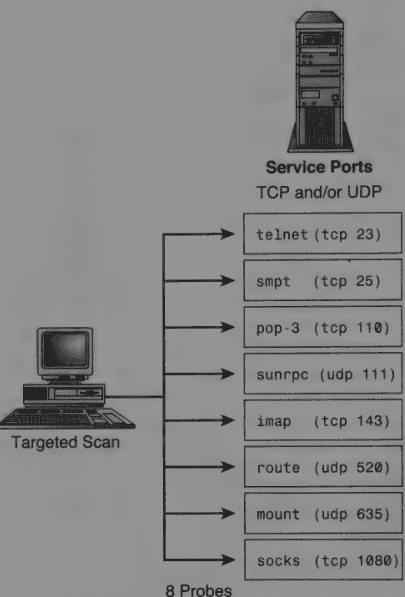 Service Ports
TCP and/or UDP
telnet (tcp 23)
smpt (tcp 25)
pop-3 (tcp 110)
sunrpc (udp 111)
imap (tcp 143)
Targeted Scan
route (udp 520)
mount (udp 635)
socks (tcp 1080)
8 Probes